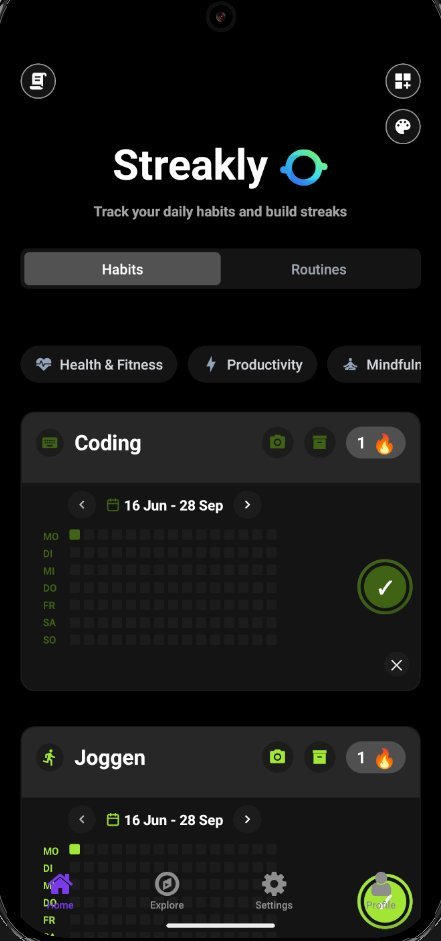 Streakly
Track your daily habits and build streaks
Habits
Routines
Health & Fitness
Productivity
Mindfuln
Coding
1
16 Jun - 28 Sep
MO
DI
MI
DO
FR
SA
SO
✓
Joggen
1
16 Jun - 28 Sep
MO
DI
MI
DO
FR
Home
Explore
Settings
Profile